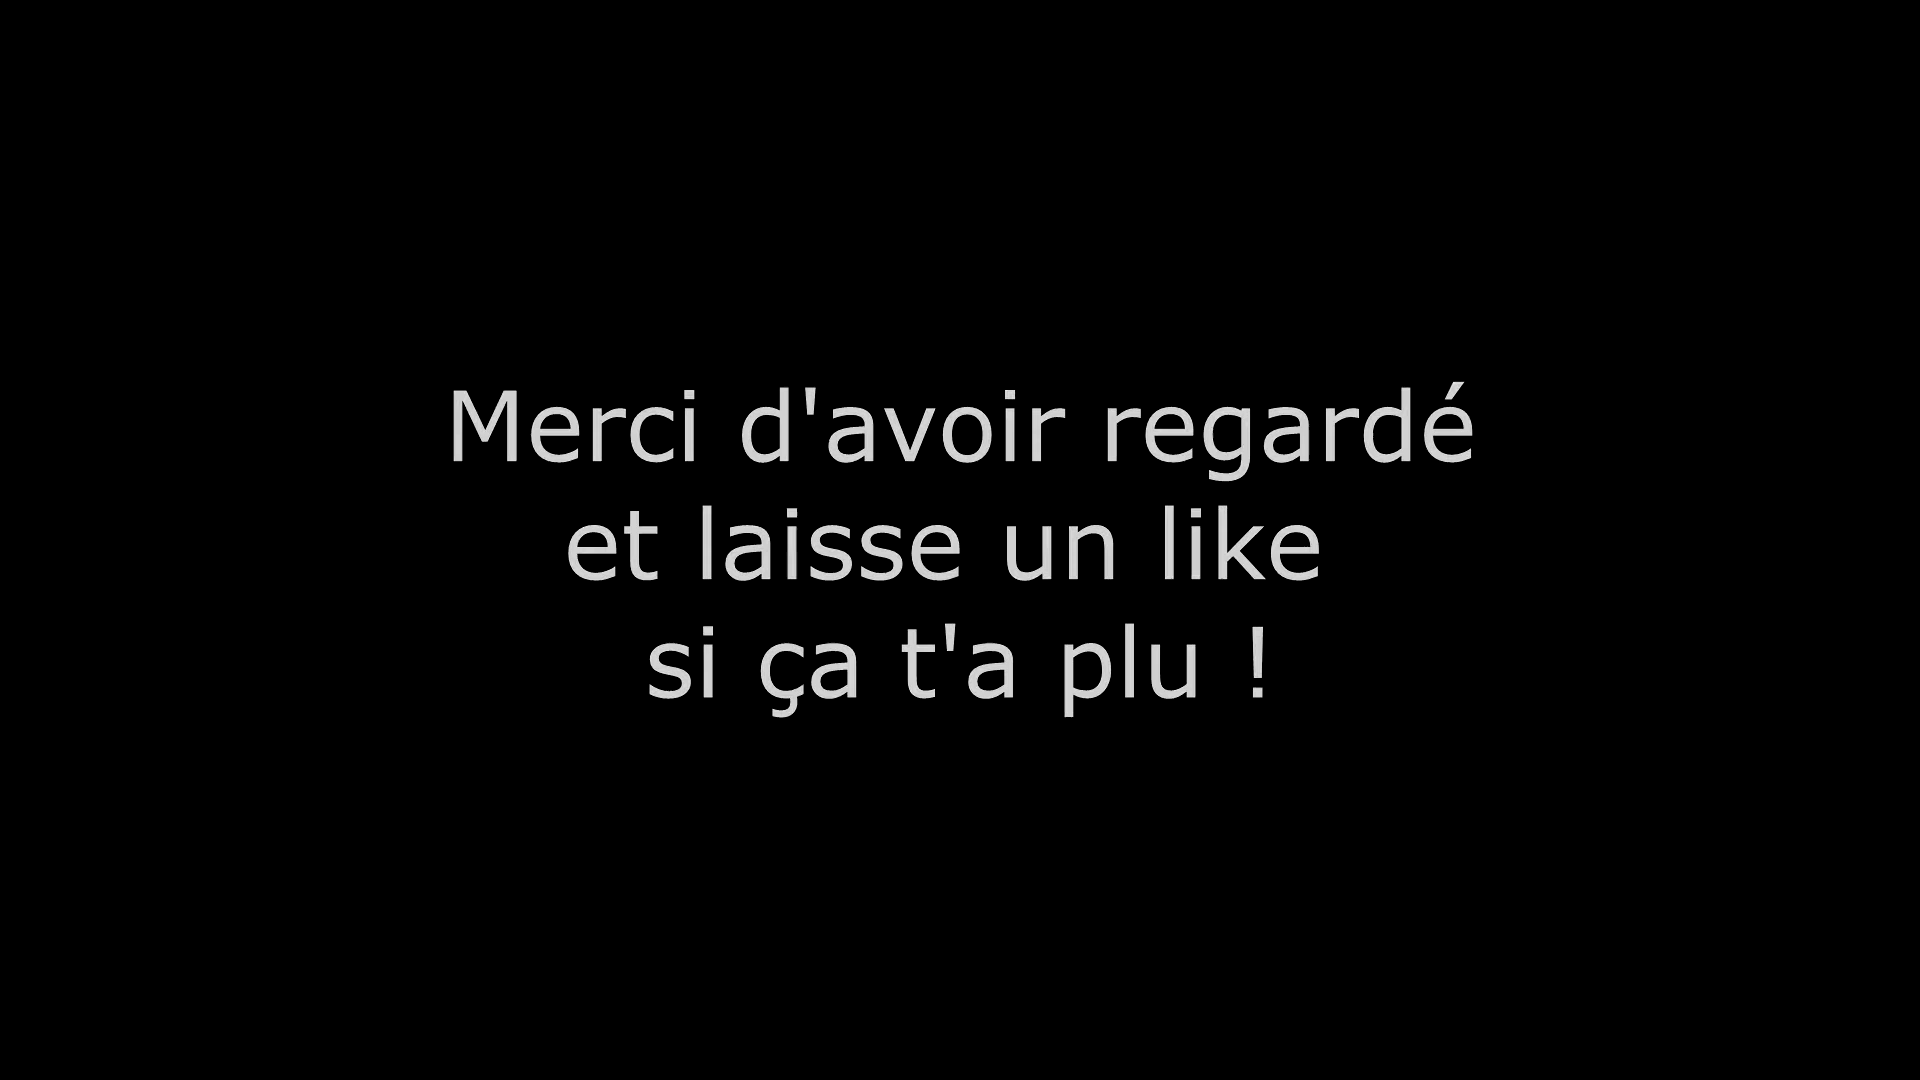 Merci d'avoir regardé
et laisse un like
si ça t'a plu !